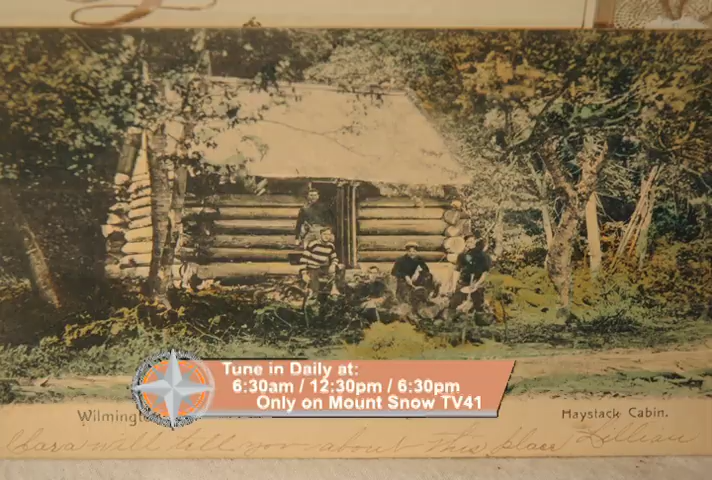 Tune in Daily at:
6:30am / 12:30pm / 6:30pm
Only on Mount Snow TV41
Wilming
Haystack Cabin.
Clara will tell you about this place Lillian